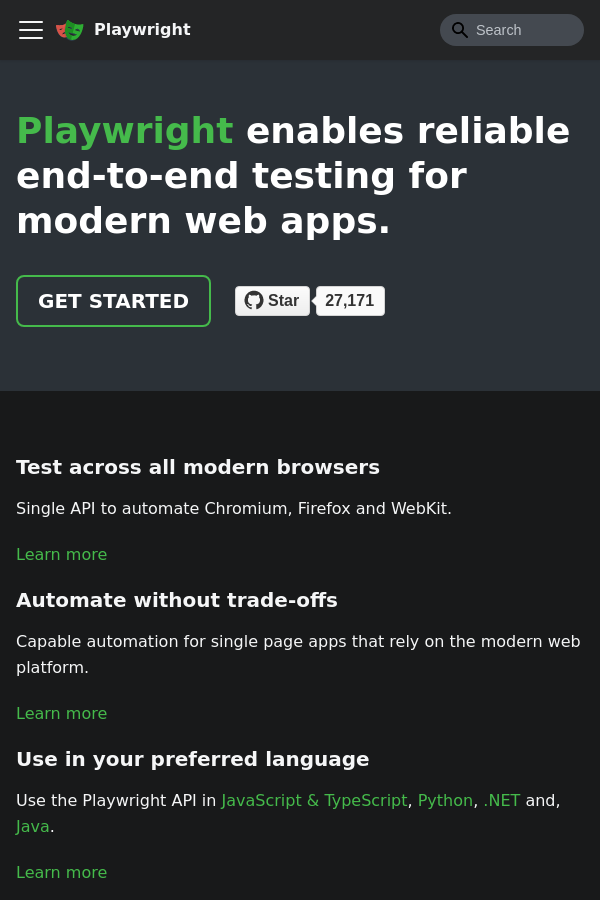 Playwright
Search
Playwright enables reliable
end-to-end testing for
modern web apps.
GET STARTED
Star
27,171
Test across all modern browsers
Single API to automate Chromium, Firefox and WebKit.
Learn more
Automate without trade-offs
Capable automation for single page apps that rely on the modern web
platform.
Learn more
Use in your preferred language
Use the Playwright API in JavaScript & TypeScript, Python, .NET and,
Java.
Learn more